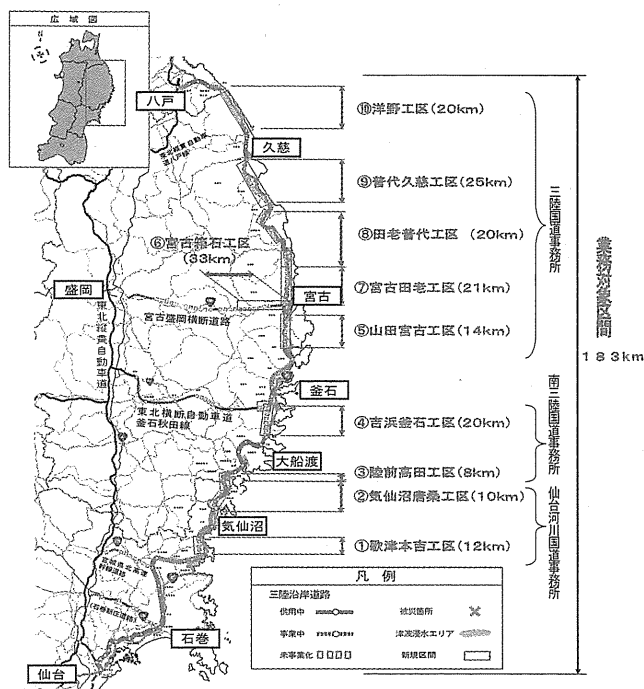 広域図
八戸
久慈
⑥宮古箱石工区
(33km)
盛岡
宮古
宮古盛岡横断道路
東北縦貫自動車道
釜石
東北横断自動車道
釜石秋田線
大船渡
気仙沼
石巻
仙台
⑩洋野工区(20km)
⑨普代久慈工区(25km)
⑧田老普代工区 (20km)
⑦宮古田老工区(21km)
⑤山田宮古工区(14km)
④吉浜釜石工区(20km)
③陸前高田工区(8km)
②気仙沼唐桑工区(10km)
①歌津本吉工区(12km)
三陸国道事務所
南三陸国道事務所
仙台河川国道事務所
業務対象区間
183km
凡 例
三陸沿岸道路
供用中
事業中
未事業化
被災箇所
津波浸水エリア
新規区間